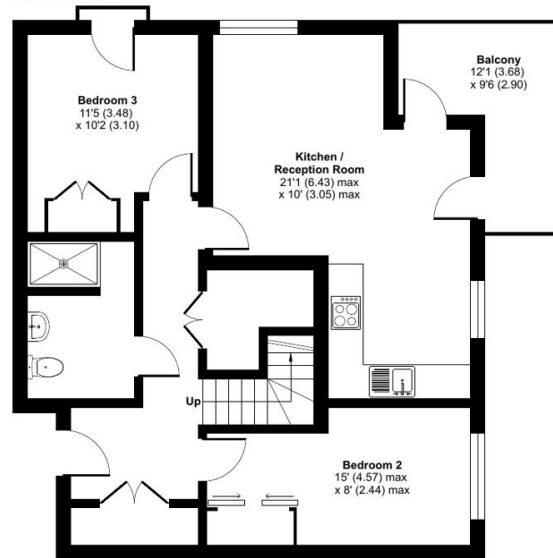 Bedroom 3
11'5 (3.48)
x 10'2 (3.10)
Balcony
12'1 (3.68)
x 9'6 (2.90)
Kitchen /
Reception Room
21'1 (6.43) max
x 10' (3.05) max
Up
Bedroom 2
15' (4.57) max
x 8' (2.44) max